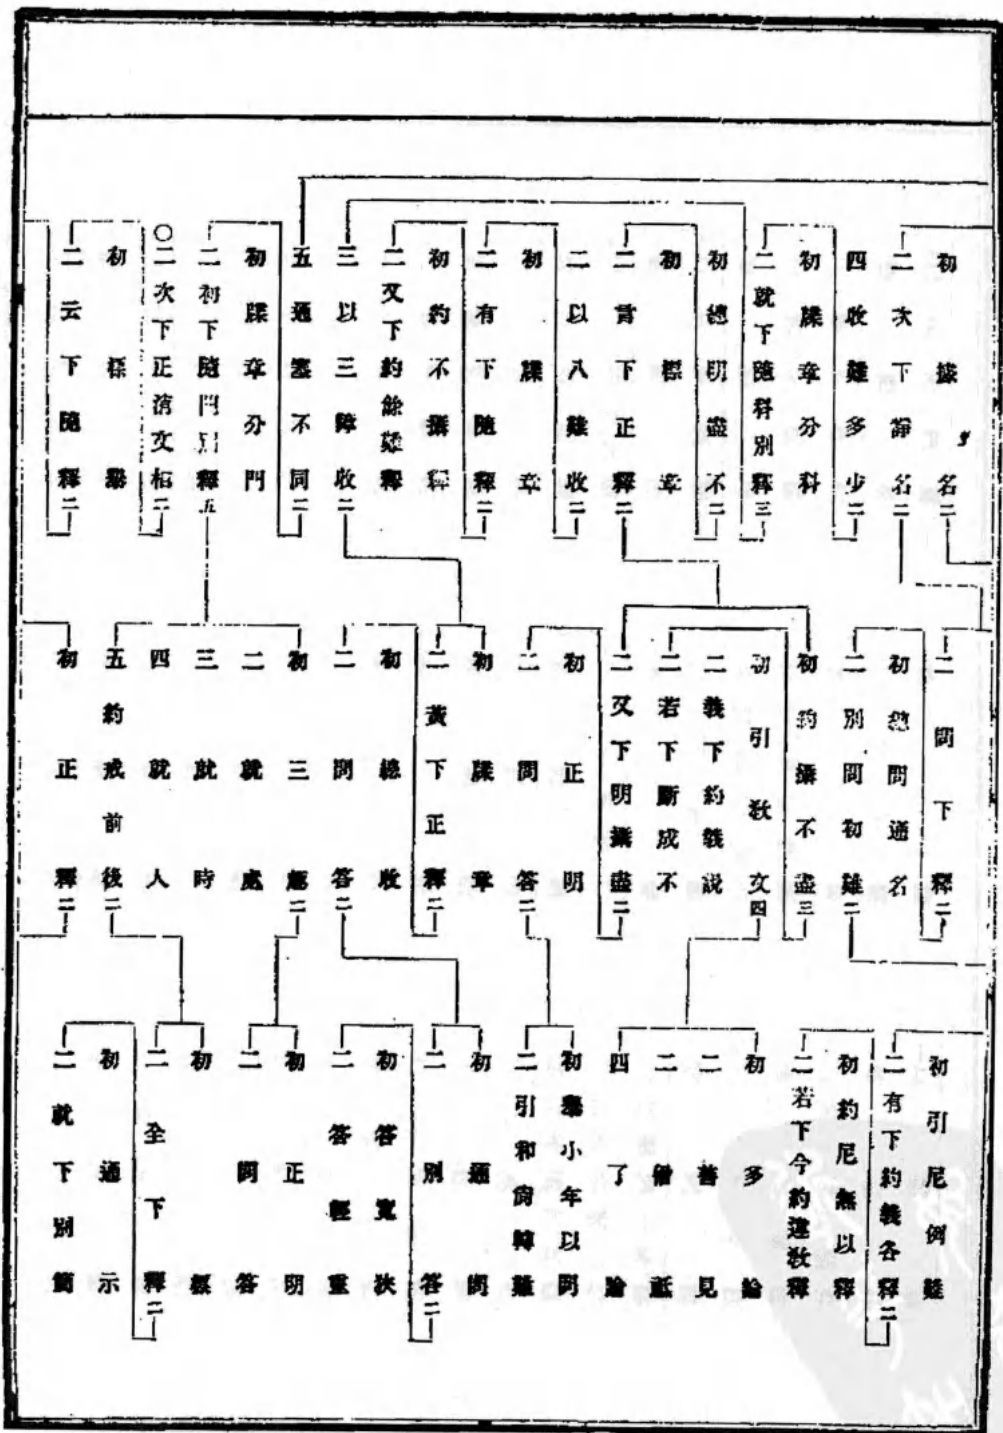 初據名二
二次下辯名二
四收難多少二
初牒章分科
二就下隨科別釋三
初總明盡不二
初標章
二言下正釋二
二以八難收二
初牒章
二有下隨釋二
初約不攝釋
二又下約餘難釋
三以三障收二
五通塞不同二
初牒章分門
二初下隨門別釋五
○二次下正消文相二
初標舉
二云下隨釋二
二問下釋二
初總問通名
二別問初難二
初約攝不盡三
初引教文四
二義下約義說
二若下斷成不
二又下明攝盡二
初正明
二問答二
初牒章
二黃下正釋二
初總收
二問答二
初三應二
二就處
三就時
四就人
五約戒前後二
初正釋二
初引尼例難
二有下約義各釋二
初約尼無以釋
二若下今約違教釋
初多論
二善見
二僧祇
四了論
初舉小年以問
二引和尚轉難
初通問
二別答二
初答寬狹
二答輕重
初正明
二問答
初標
二全下釋二
初通示
二就下別簡